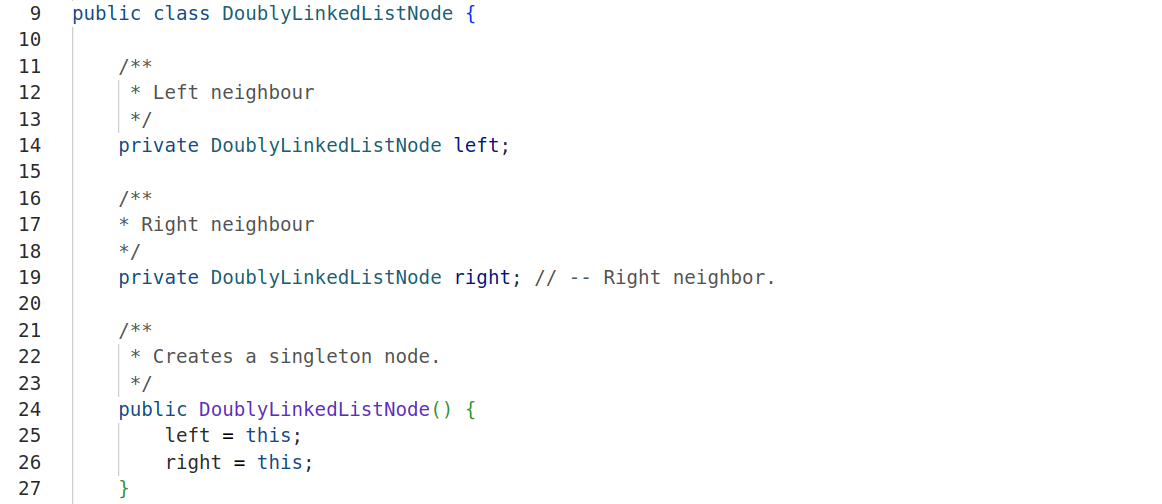 9 public class DoublyLinkedListNode {
10
11     /**
12      * Left neighbour
13      */
14     private DoublyLinkedListNode left;
15
16     /**
17     * Right neighbour
18     */
19     private DoublyLinkedListNode right; // -- Right neighbor.
20
21     /**
22      * Creates a singleton node.
23      */
24     public DoublyLinkedListNode() {
25         left = this;
26         right = this;
27     }